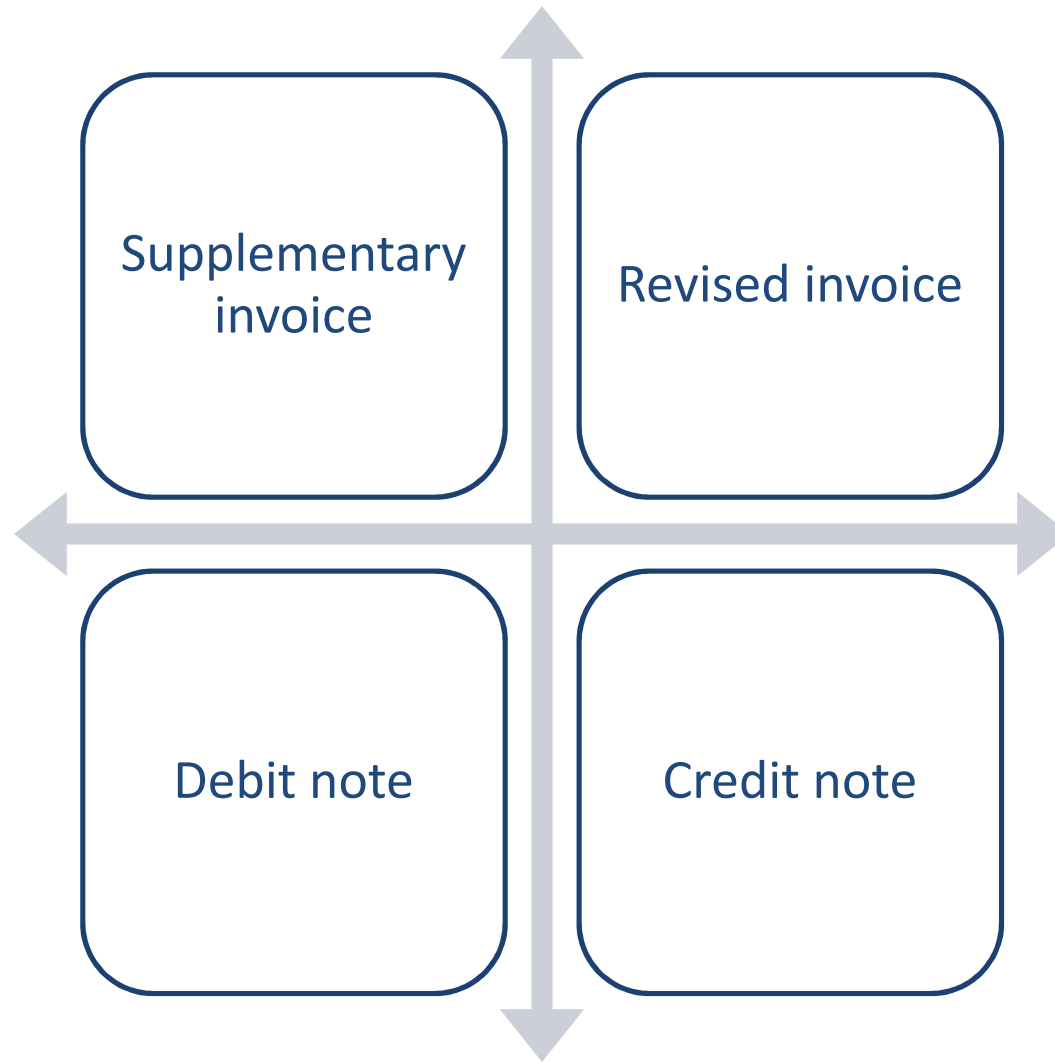 Supplementary
invoice
Revised invoice
Debit note
Credit note